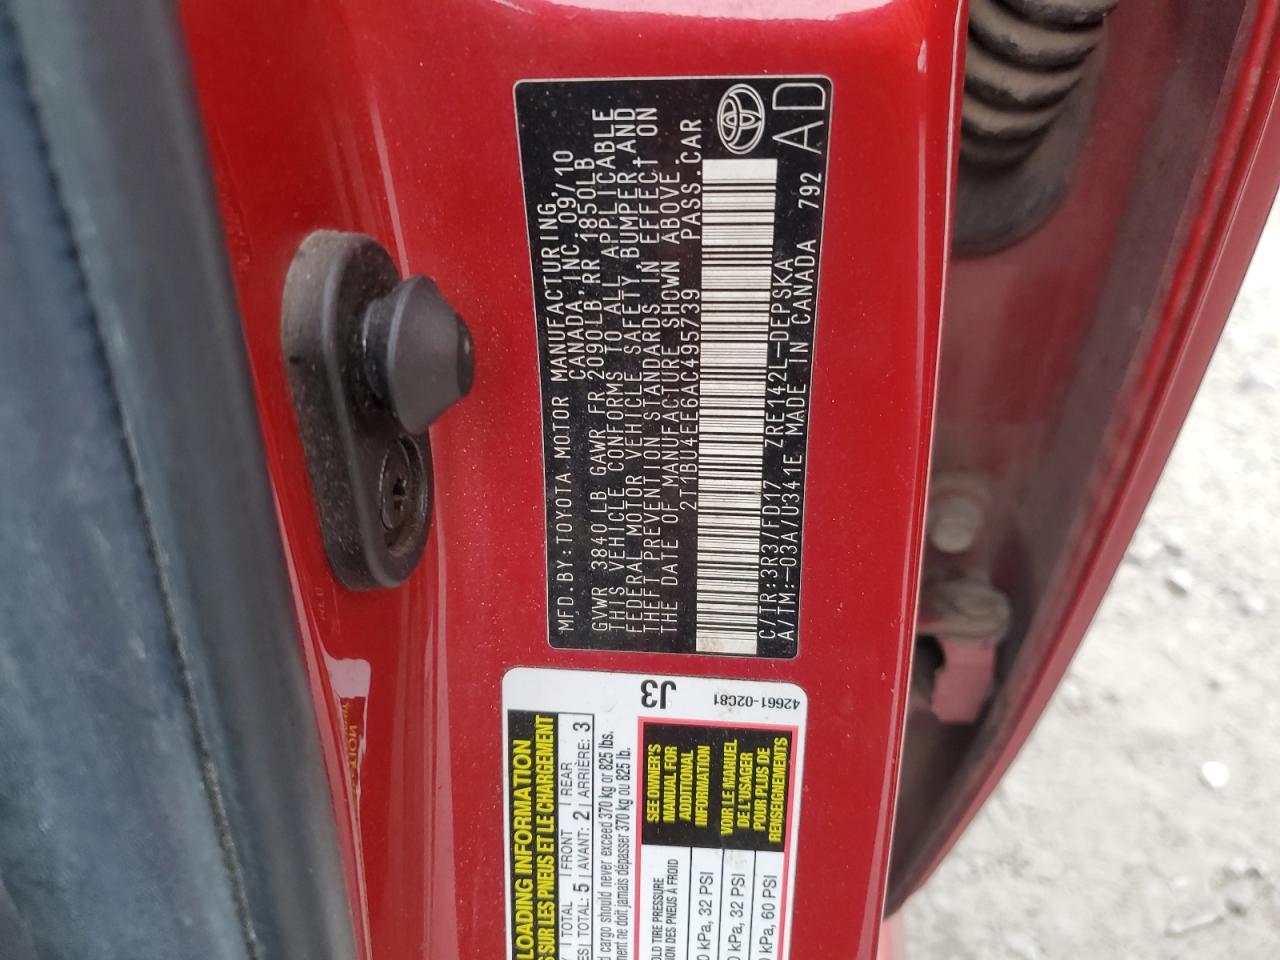 MFD.BY:TOYOTA MOTOR MANUFACTURING,
CANADA,INC. 09/10
GVWR 3840 LB GAWR FR 2090LB RR 1850LB
THIS VEHICLE CONFORMS TO ALL APPLICABLE
FEDERAL MOTOR VEHICLE SAFETY, BUMPER, AND
THEFT PREVENTION STANDARDS IN EFFECT ON
THE DATE OF MANUFACTURE SHOWN ABOVE.
2T1BU4EE6AC495739 PASS.CAR
C/TR:3R3/FD17 ZRE142L-DEPSKA
A/TM:-03A/U341E MADE IN CANADA 792
AD
J3
42661-02C81
LOADING INFORMATION
SUR LES PNEUS ET LE CHARGEMENT
TOTAL FRONT REAR
TOTAL: 5 AVANT: 2 ARRIÈRE: 3
cargo should never exceed 370 kg or 825 lbs.
ne doit jamais dépasser 370 kg ou 825 lb.
SEE OWNER'S
MANUAL FOR
ADDITIONAL
INFORMATION
VOIR LE MANUEL
DE L'USAGER
POUR PLUS DE
RENSEIGNEMENTS
TIRE PRESSURE
DES PNEUS À FROID
kPa, 32 PSI
kPa, 32 PSI
kPa, 60 PSI